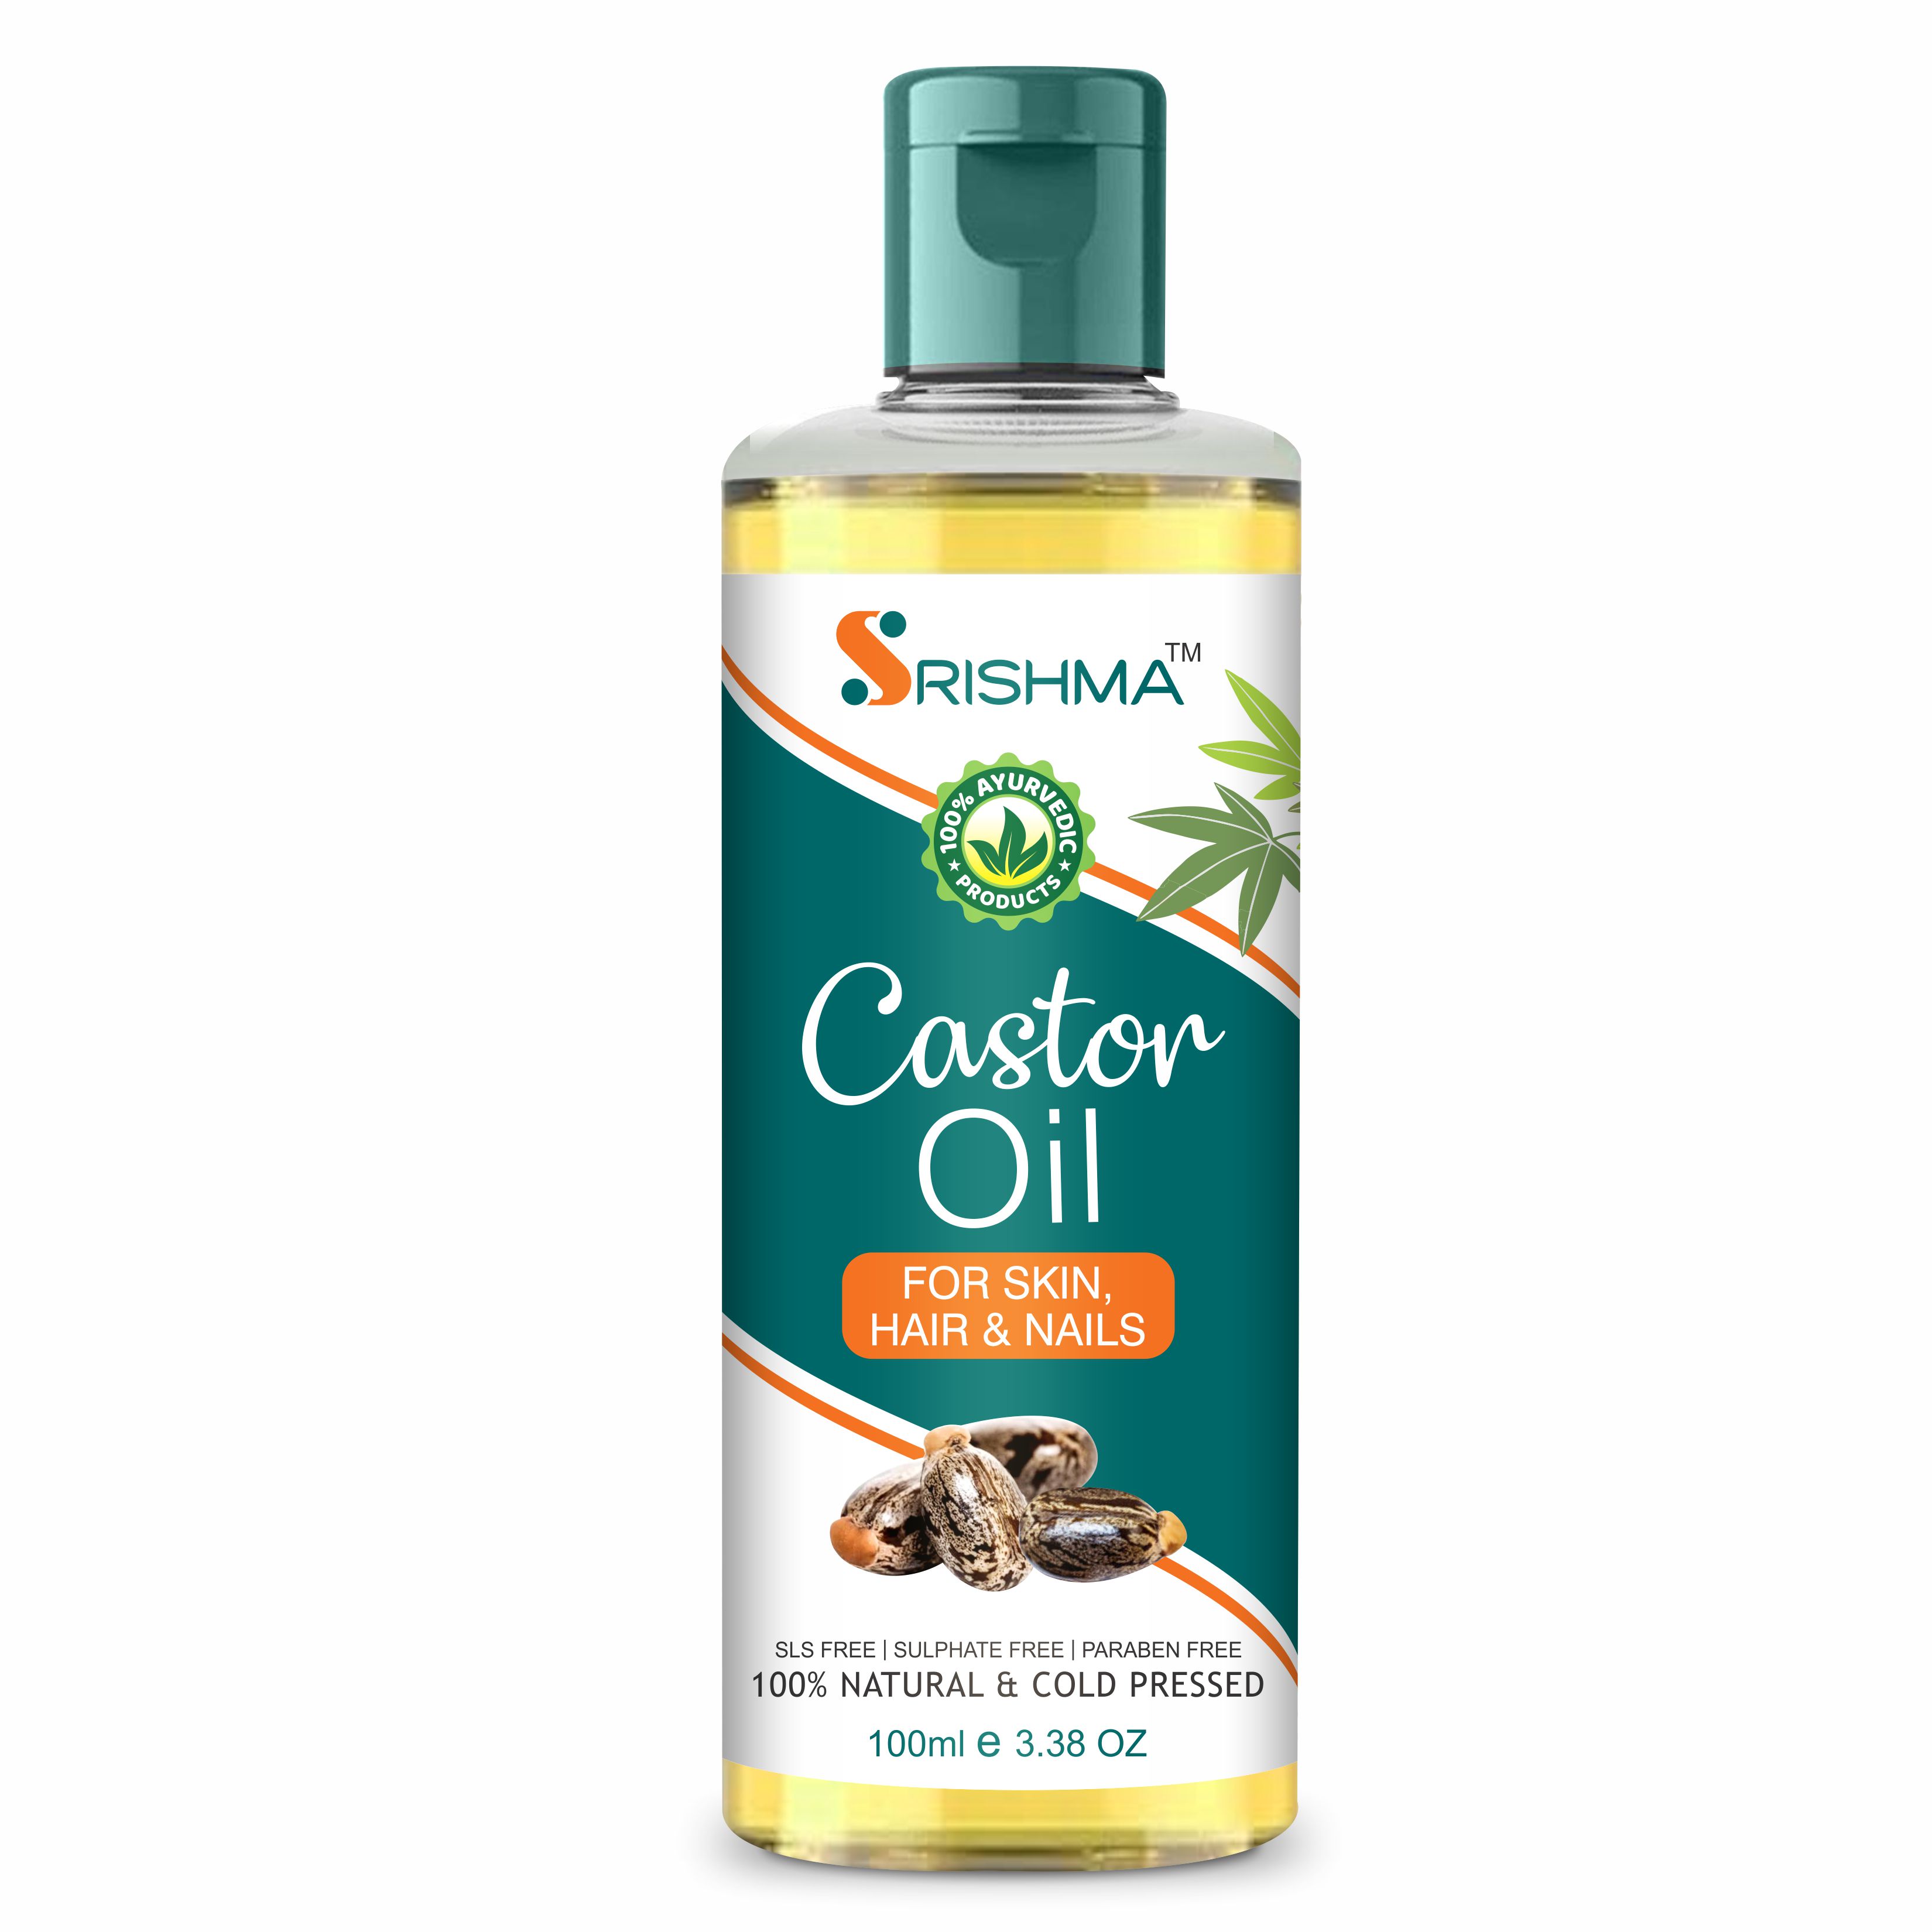 SRISHMA™
100% AYURVEDIC
PRODUCTS
Castor
Oil
FOR SKIN,
HAIR & NAILS
SLS FREE | SULPHATE FREE | PARABEN FREE
100% NATURAL & COLD PRESSED
100ml e 3.38 OZ